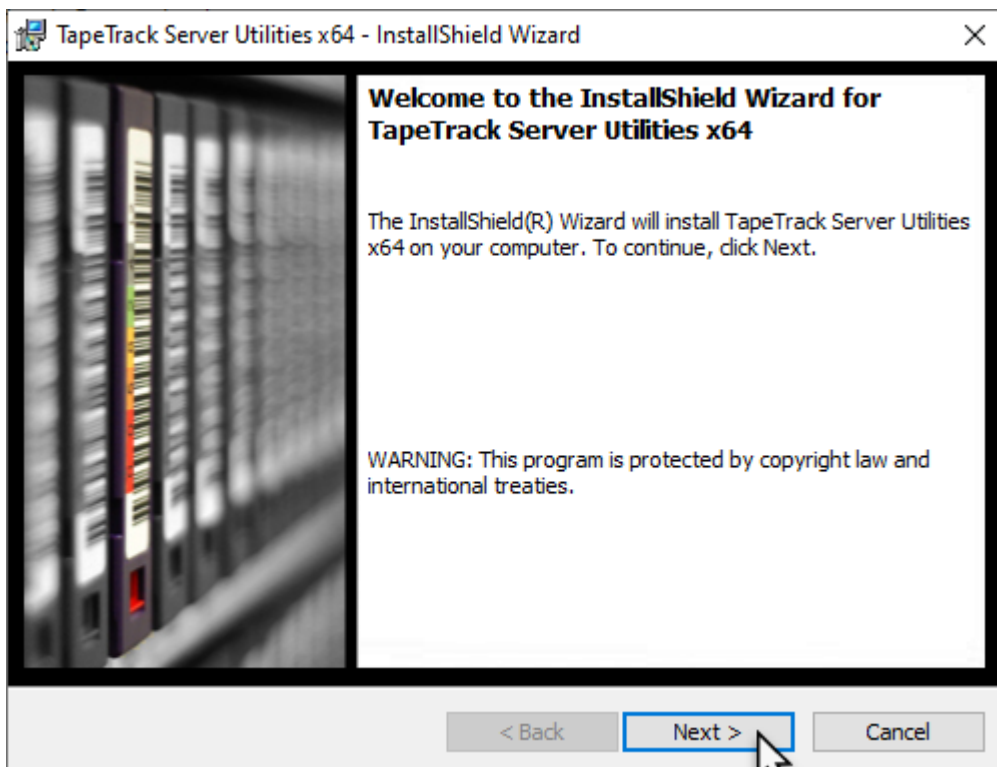 TapeTrack Server Utilities x64 - InstallShield Wizard
Welcome to the InstallShield Wizard for
TapeTrack Server Utilities x64
The InstallShield(R) Wizard will install TapeTrack Server Utilities
x64 on your computer. To continue, click Next.
WARNING: This program is protected by copyright law and
international treaties.
< Back
Next >
Cancel